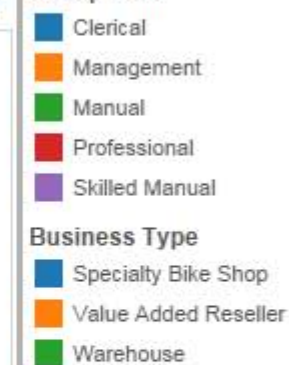 Clerical
Management
Manual
Professional
Skilled Manual
Business Type
Specialty Bike Shop
Value Added Reseller
Warehouse